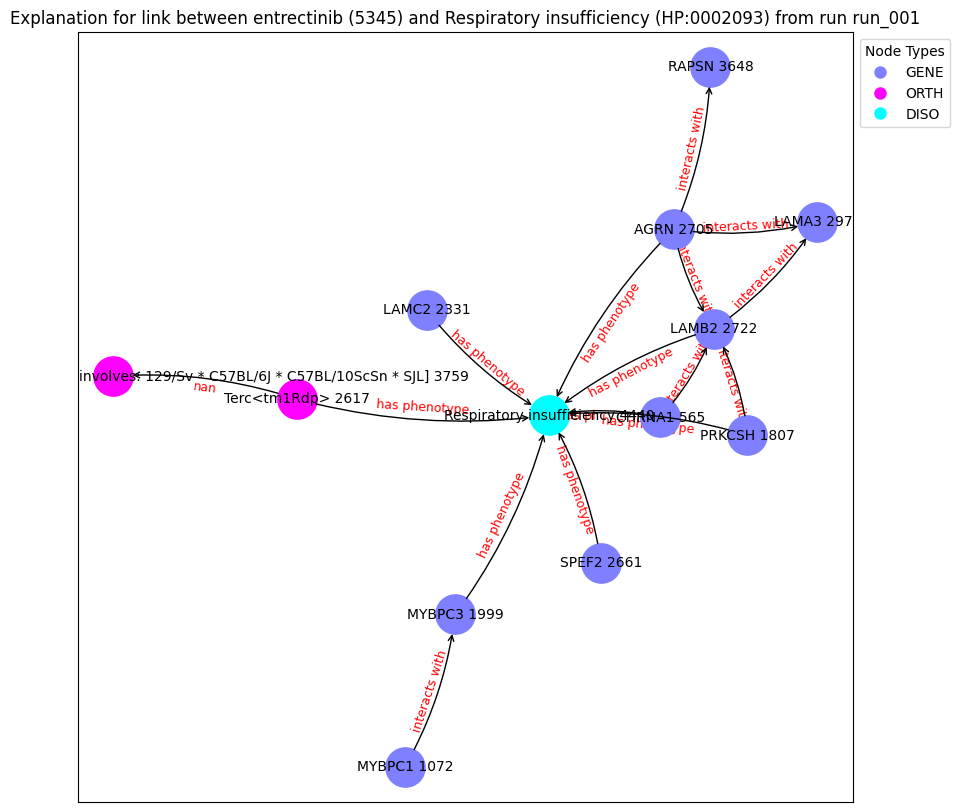 Explanation for link between entrectinib (5345) and Respiratory insufficiency (HP:0002093) from run run_001
Node Types
GENE
ORTH
DISO
RAPSN 3648
interacts with
AGRN 2705
interacts with
LAMA3 297
interacts with
interacts with
LAMC2 2331
LAMB2 2722
has phenotype
has phenotype
has phenotype
interacts with
interacts with
involves: 129/Sv * C57BL/6J * C57BL/10ScSn * SJL] 3759
nan
Terc<tm1Rdp> 2617
has phenotype
Respiratory insufficiency
565
has phenotype
PRKCSH 1807
has phenotype
has phenotype
SPEF2 2661
MYBPC3 1999
interacts with
MYBPC1 1072